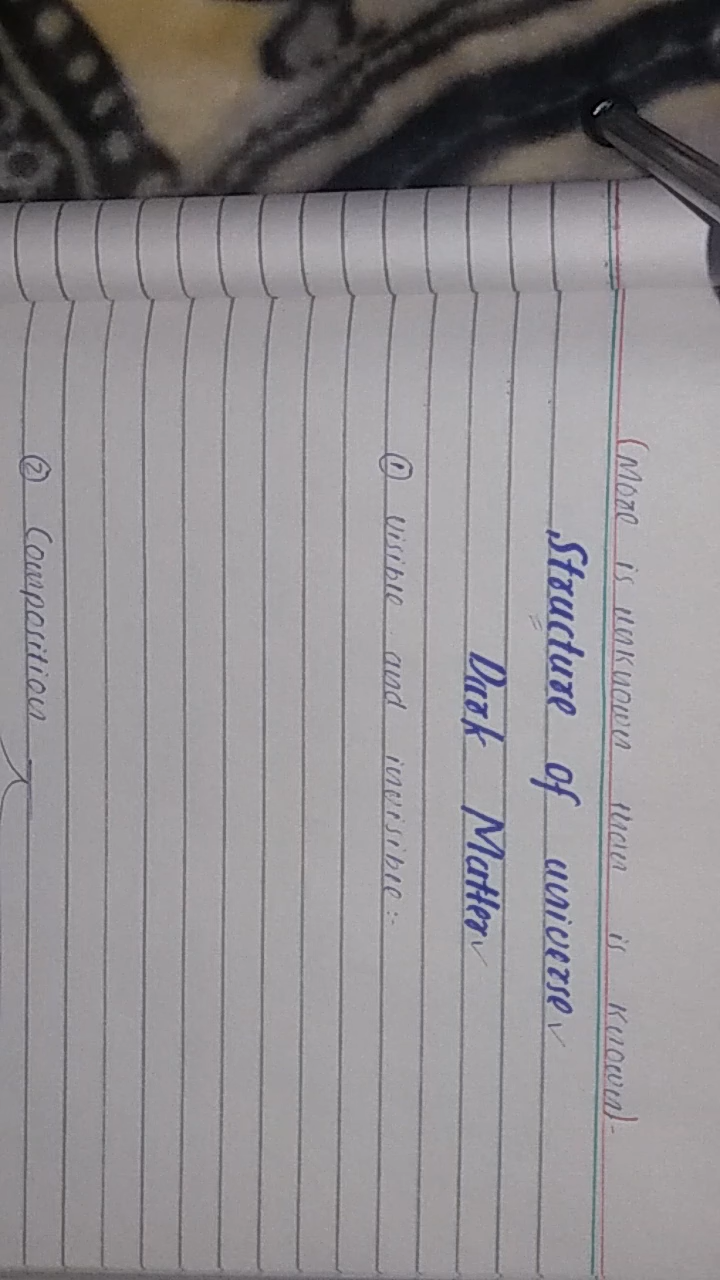 (More is unknown than is known)-
Structure of universe
Dark Matter
① visible and invisible:-
② Composition